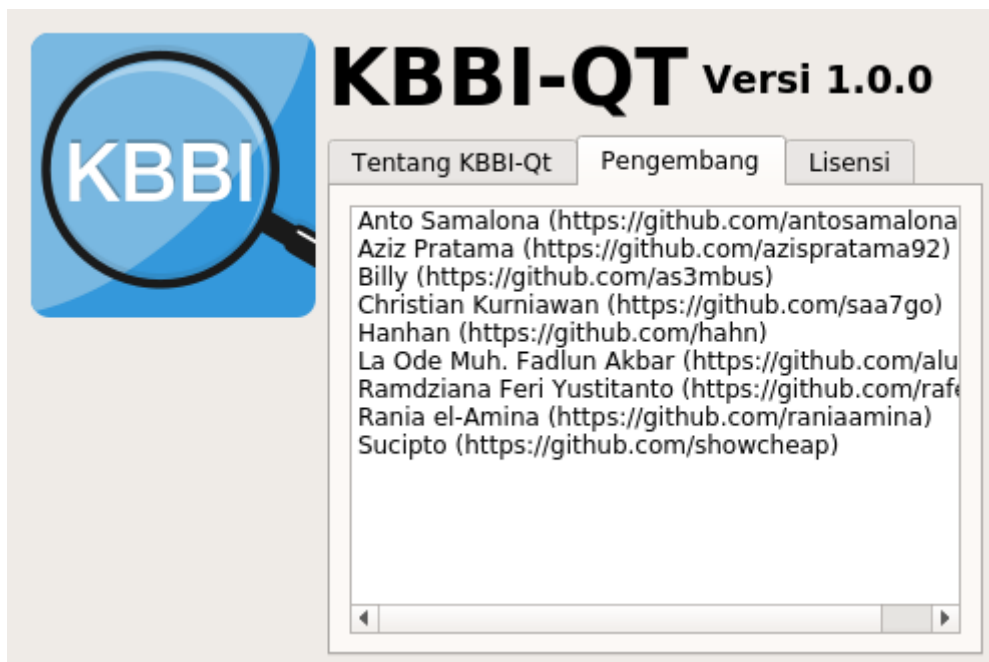 KBBI
KBBI-QT Versi 1.0.0
Tentang KBBI-Qt Pengembang Lisensi
Anto Samalona (https://github.com/antosamalona
Aziz Pratama (https://github.com/azispratama92)
Billy (https://github.com/as3mbus)
Christian Kurniawan (https://github.com/saa7go)
Hanhan (https://github.com/hahn)
La Ode Muh. Fadlun Akbar (https://github.com/alu
Ramdziana Feri Yustitanto (https://github.com/rafe
Rania el-Amina (https://github.com/raniaamina)
Sucipto (https://github.com/showcheap)